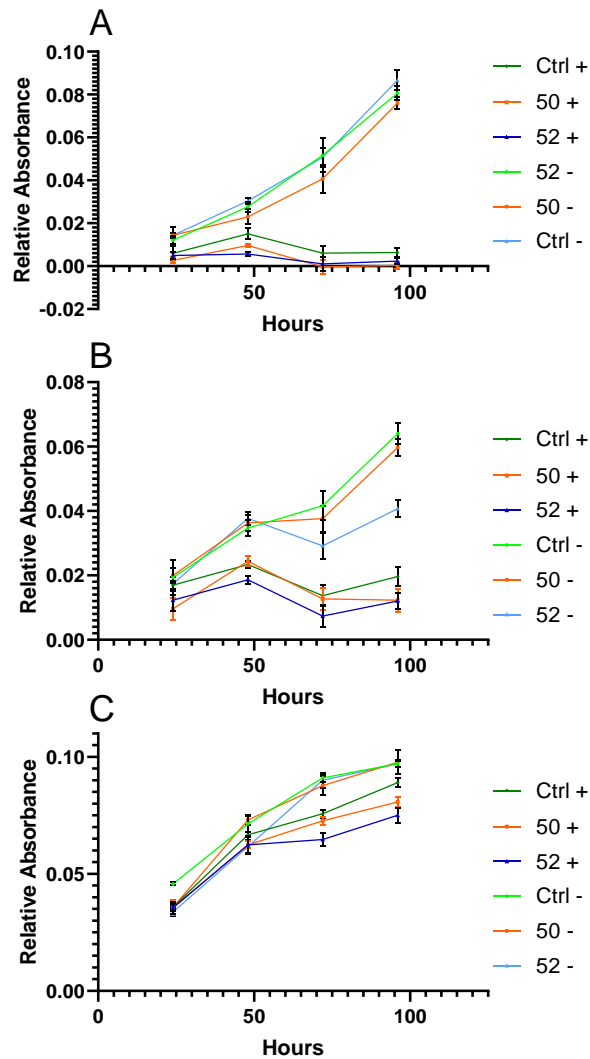 A
0.10
0.08
0.06
0.04
0.02
0.00
-0.02
Relative Absorbance
50
100
Hours
Ctrl +
50 +
52 +
52 -
50 -
Ctrl -
B
0.08
0.06
0.04
0.02
0.00
Relative Absorbance
0
50
100
Hours
Ctrl +
50 +
52 +
Ctrl -
50 -
52 -
C
0.10
0.05
0.00
Relative Absorbance
0
50
100
Hours
Ctrl +
50 +
52 +
Ctrl -
50 -
52 -